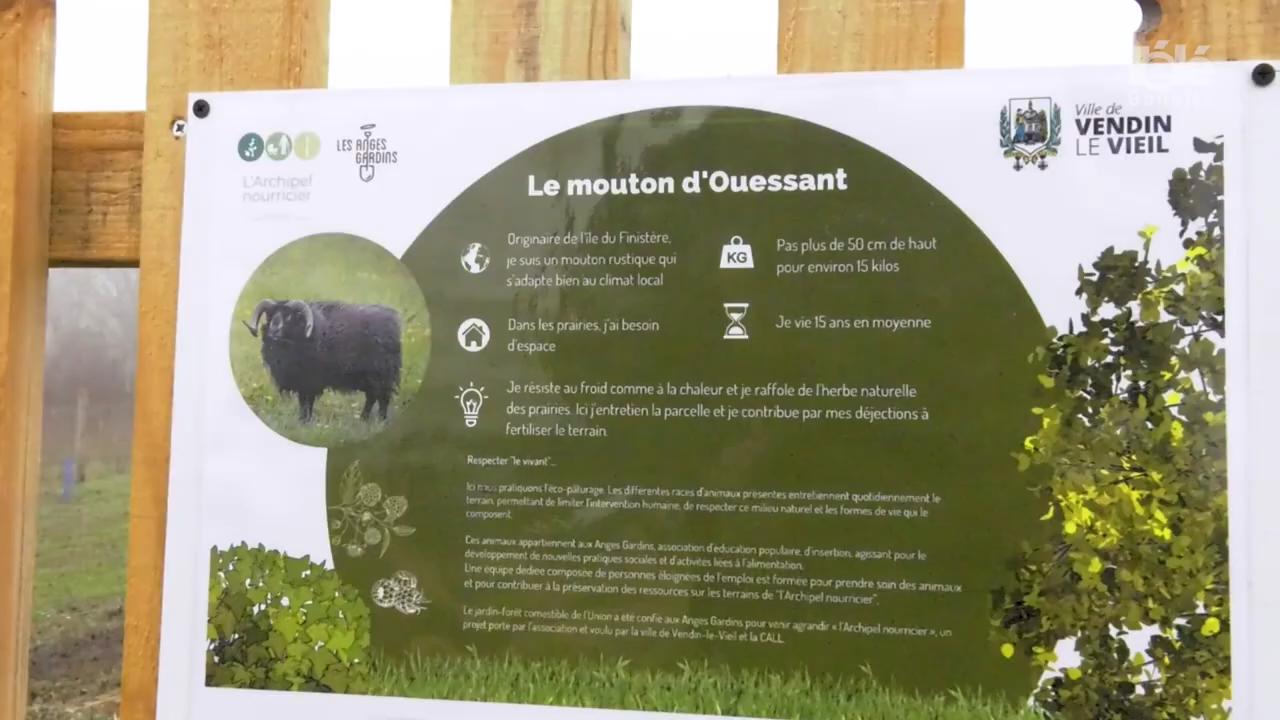 L'Archipel
nourricier
LES ANGES
GARDINS
Ville de
VENDIN
LE VIEIL
Le mouton d'Ouessant
Originaire de l'île du Finistère,
je suis un mouton rustique qui
s'adapte bien au climat local
Pas plus de 50 cm de haut
pour environ 15 kilos
KG
Dans les prairies, j'ai besoin
d'espace
Je vie 15 ans en moyenne
Je résiste au froid comme à la chaleur et je raffole de l'herbe naturelle
des prairies. Ici j'entretien la parcelle et je contribue par mes déjections à
fertiliser le terrain.
Respecter "le vivant"...
Ici nous pratiquons l'éco-pâturage. Les différentes races d'animaux présentes entretiennent quotidiennement le
terrain, permettant de limiter l'intervention humaine, de respecter ce milieu naturel et les formes de vie qui le
composent.
Ces animaux appartiennent aux Anges Gardins, association d'éducation populaire, d'insertion, agissant pour le
développement de nouvelles pratiques sociales et d'activités liées à l'alimentation.
Une équipe dédiée composée de personnes éloignées de l'emploi est formée pour prendre soin des animaux
et pour contribuer à la préservation des ressources sur les terrains de "l'Archipel nourricier".
Le jardin-forêt comestible de l'Union a été confié aux Anges Gardins pour venir agrandir « l'Archipel nourricier », un
projet porté par l'association et voulu par la ville de Vendin-le-Vieil et la CALL.